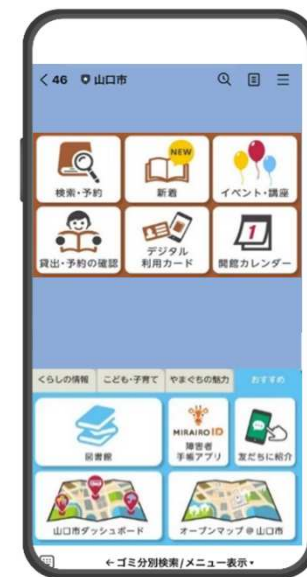 < 46 山口市
検索・予約
NEW
新着
イベント・講座
貸出・予約の確認
デジタル
利用カード
1
開館カレンダー
くらしの情報 こども・子育て やまぐちの魅力 おすすめ
図書館
MIRAIRO ID
障害者
手帳アプリ
友だちに紹介
山口市ダッシュボード
オープンマップ@山口市
←ゴミ分別検索/メニュー表示▾